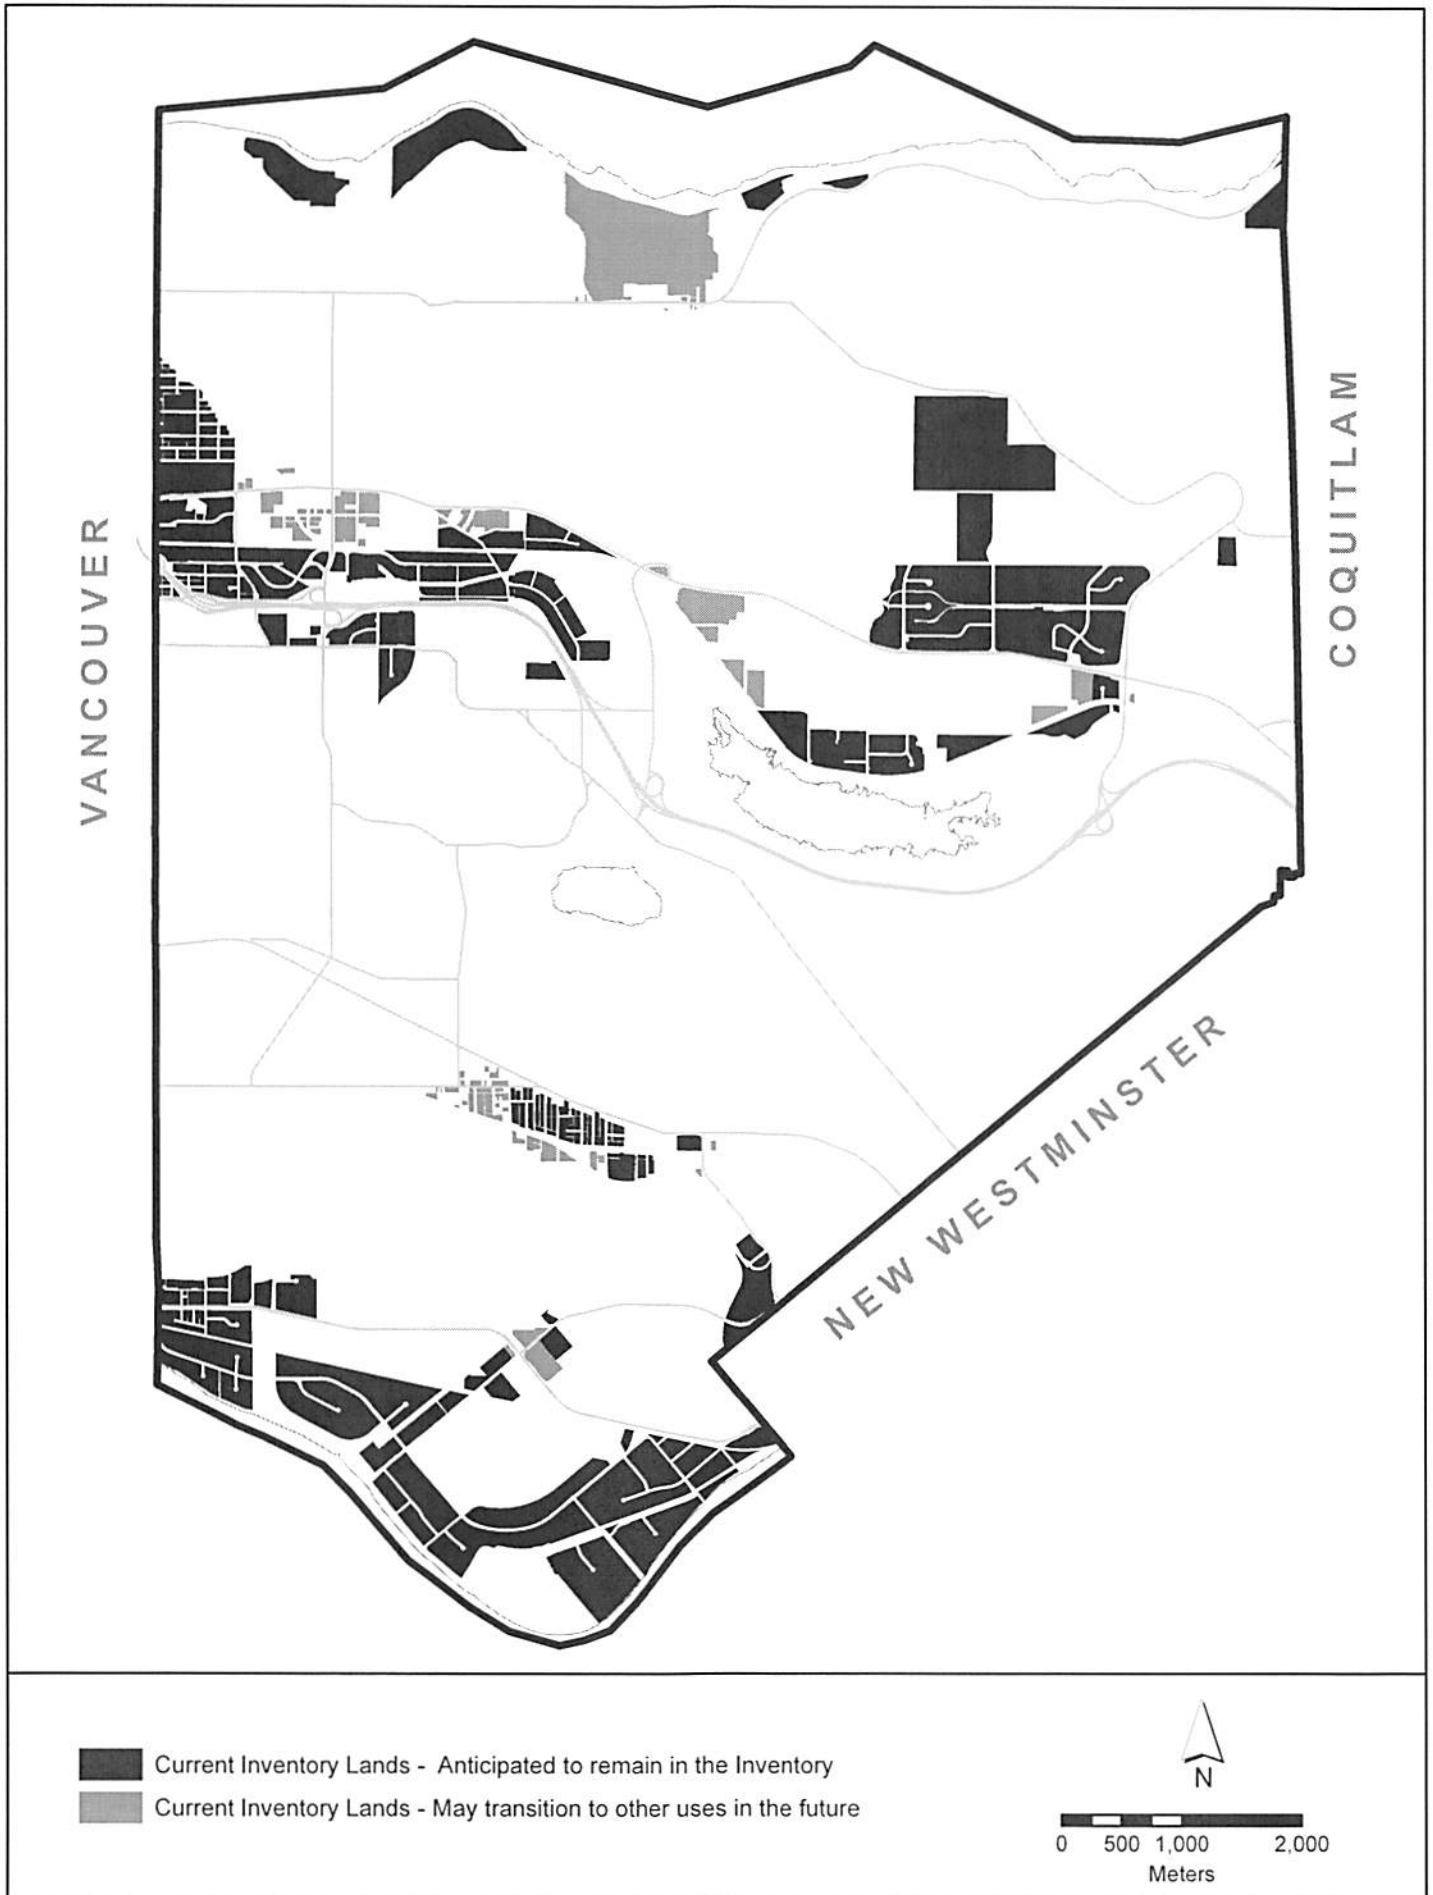 COQUITLAM
VANCOUVER
NEW WESTMINSTER
Current Inventory Lands - Anticipated to remain in the Inventory
Current Inventory Lands - May transition to other uses in the future
N
0 500 1,000 2,000
Meters